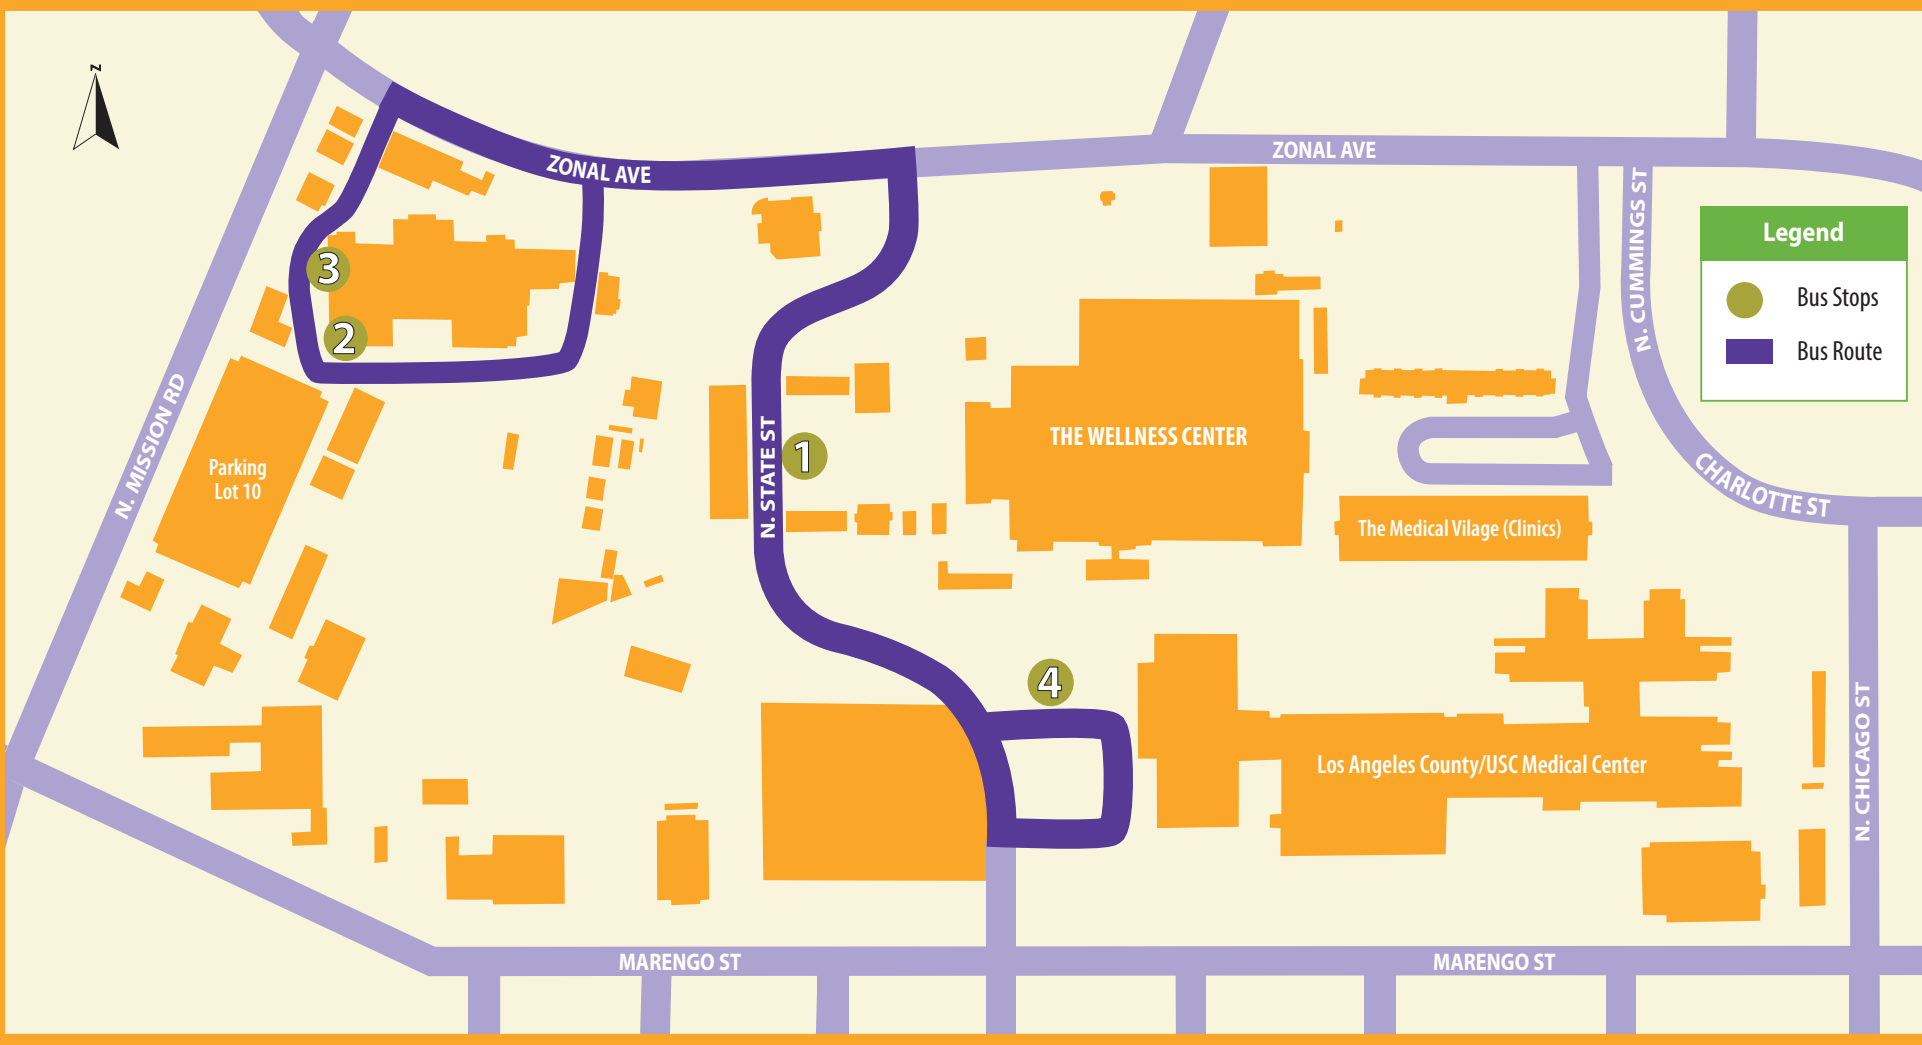 Z
ZONAL AVE
ZONAL AVE
N. CUMMINGS ST
Legend
Bus Stops
Bus Route
3
2
N. MISSION RD
Parking
Lot 10
N. STATE ST
1
THE WELLNESS CENTER
CHARLOTTE ST
The Medical Vilage (Clinics)
4
Los Angeles County/USC Medical Center
N. CHICAGO ST
MARENGO ST
MARENGO ST